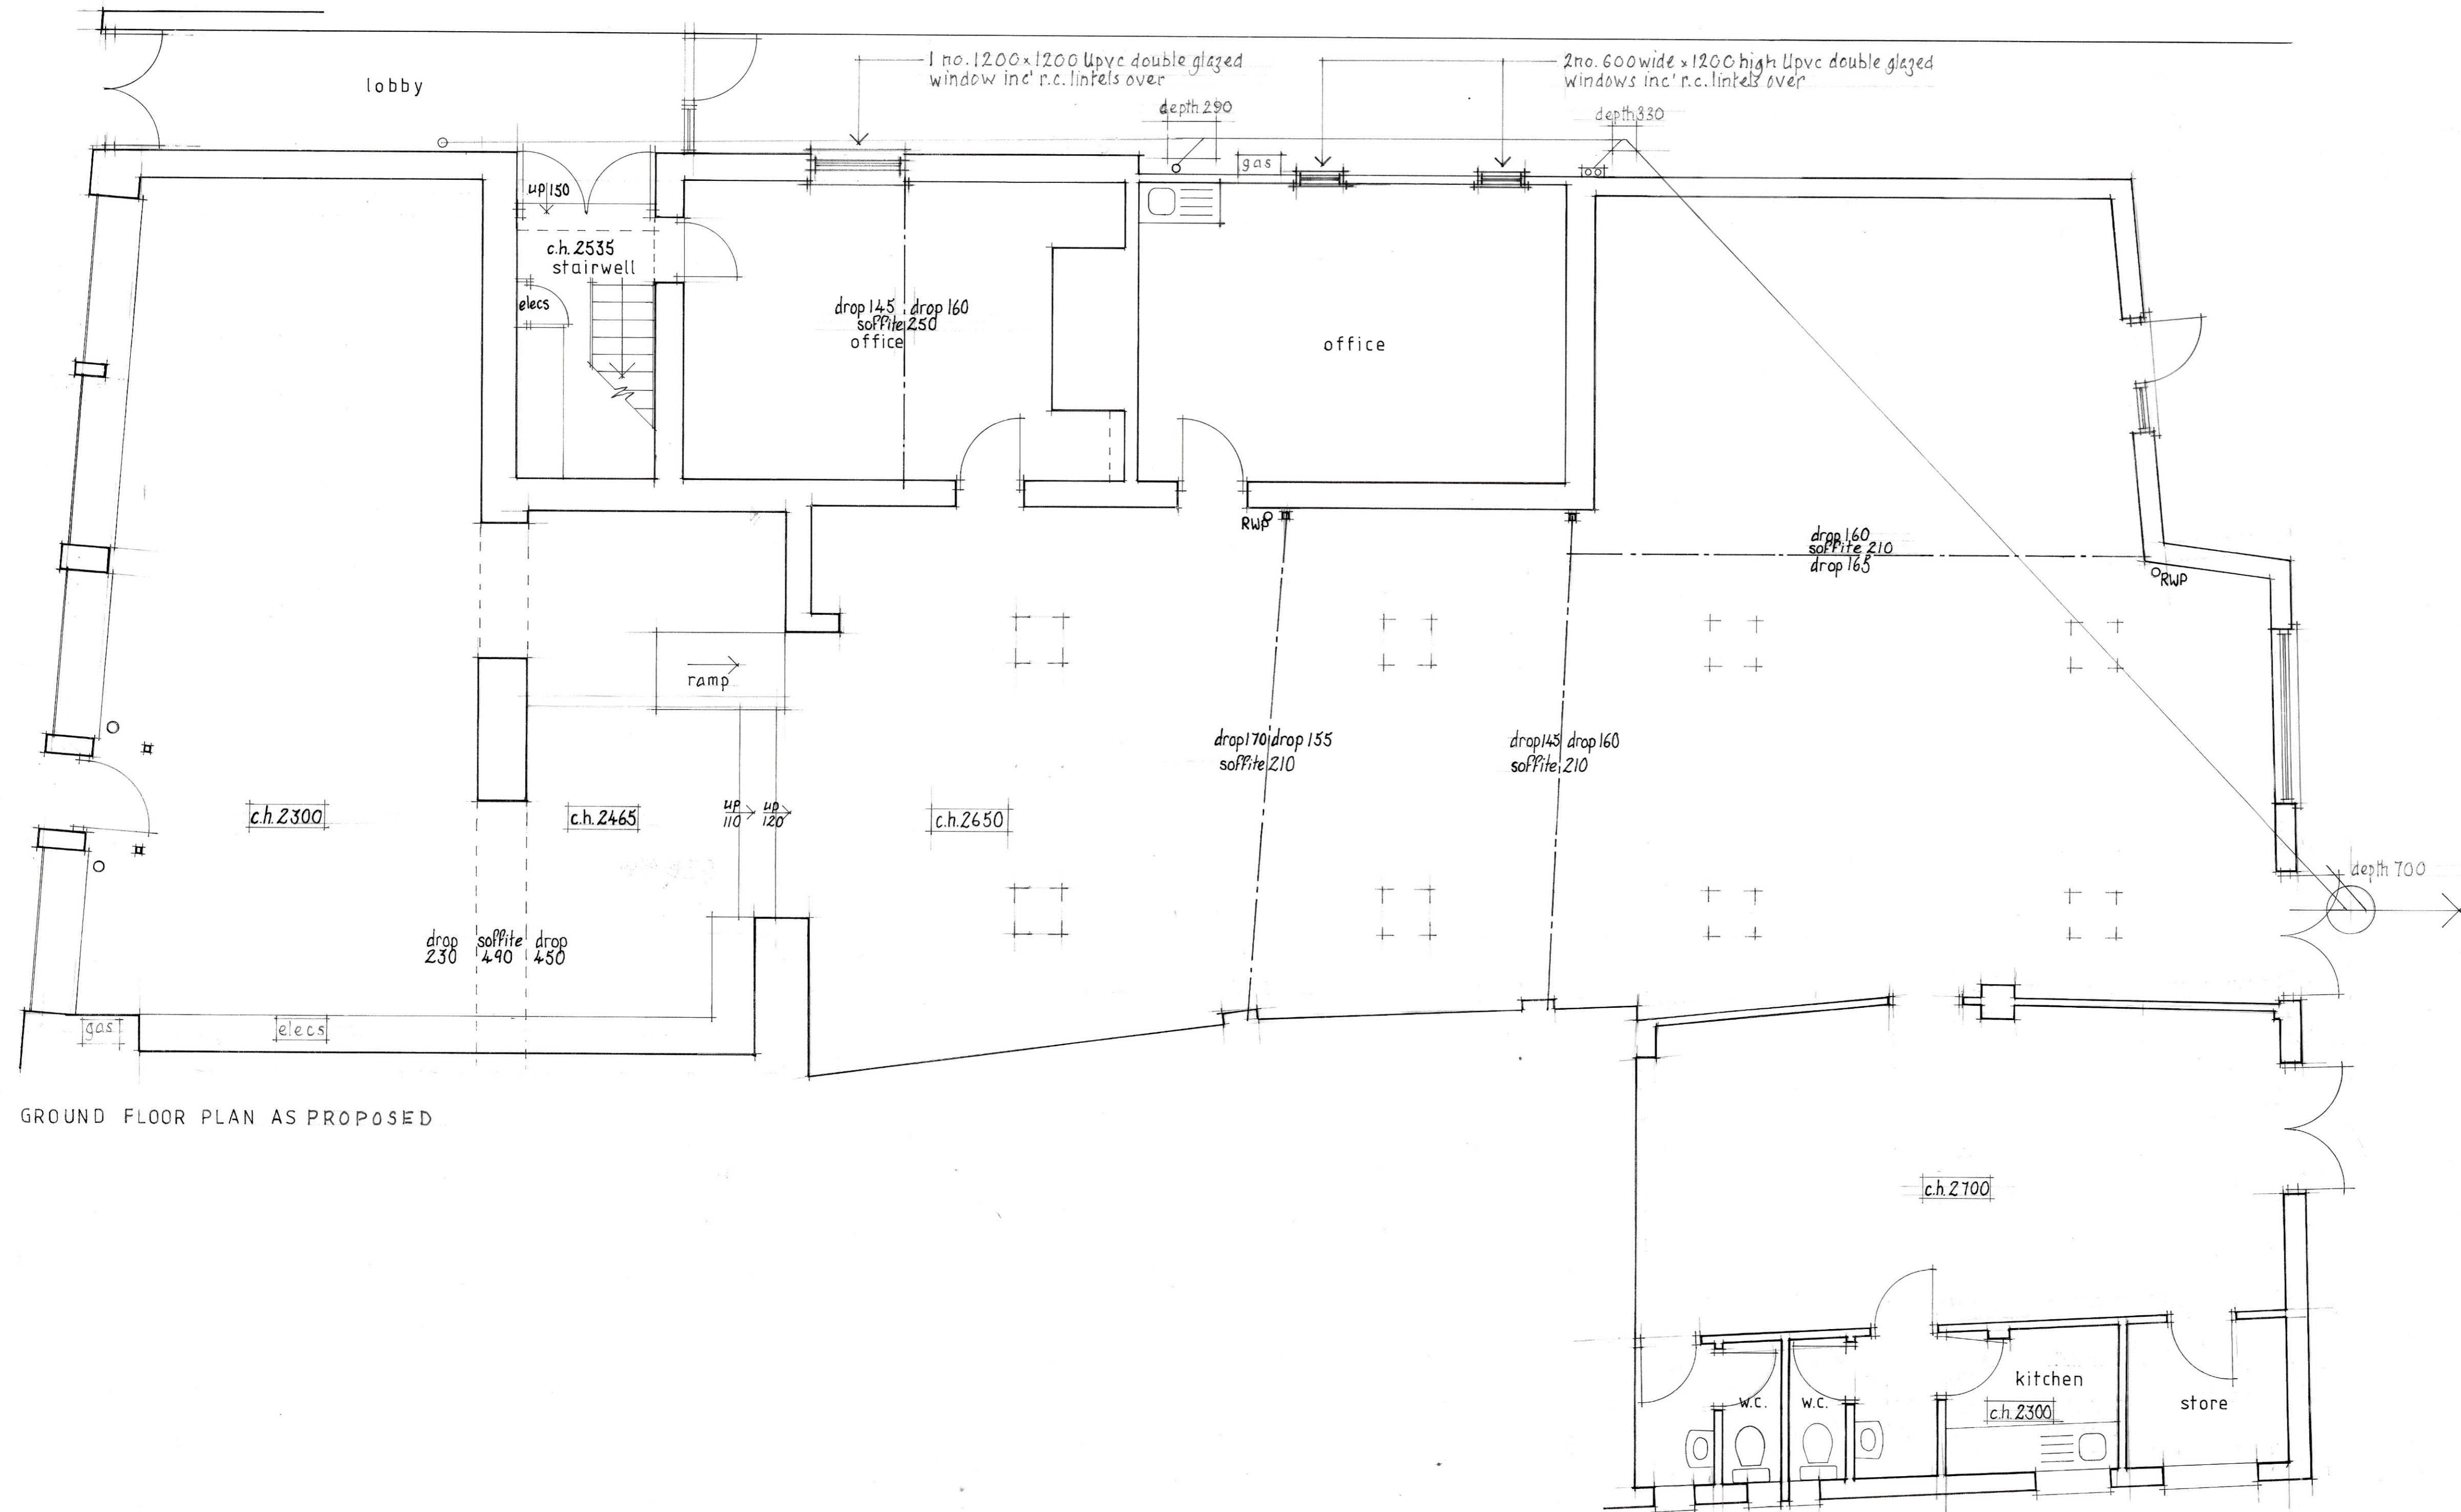 1 no. 1200 x 1200 Upvc double glazed
window inc' r.c. lintels over
2no. 600 wide x 1200 high Upvc double glazed
windows inc' r.c. lintels over
lobby
depth 290
depth 330
gas
up 150
c.h. 2535
stairwell
elecs
drop 145 drop 160
soffite 250
office
office
RWP
drop 160
soffite 210
drop 165
RWP
ramp
drop 170 drop 155
soffite 210
drop 145 drop 160
soffite 210
c.h. 2300
c.h. 2465
up
110
up
120
c.h. 2650
depth 700
drop soffite drop
230 490 450
gas
elecs
GROUND FLOOR PLAN AS PROPOSED
c.h. 2700
kitchen
c.h. 2300
W.C.
W.C.
store